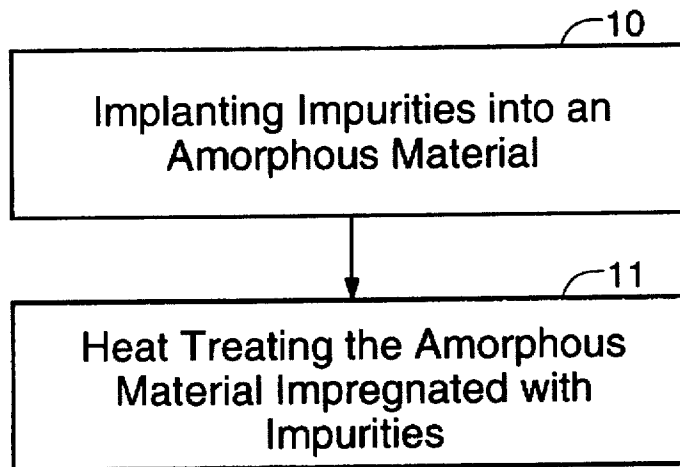 10
Implanting Impurities into an
Amorphous Material
11
Heat Treating the Amorphous
Material Impregnated with
Impurities